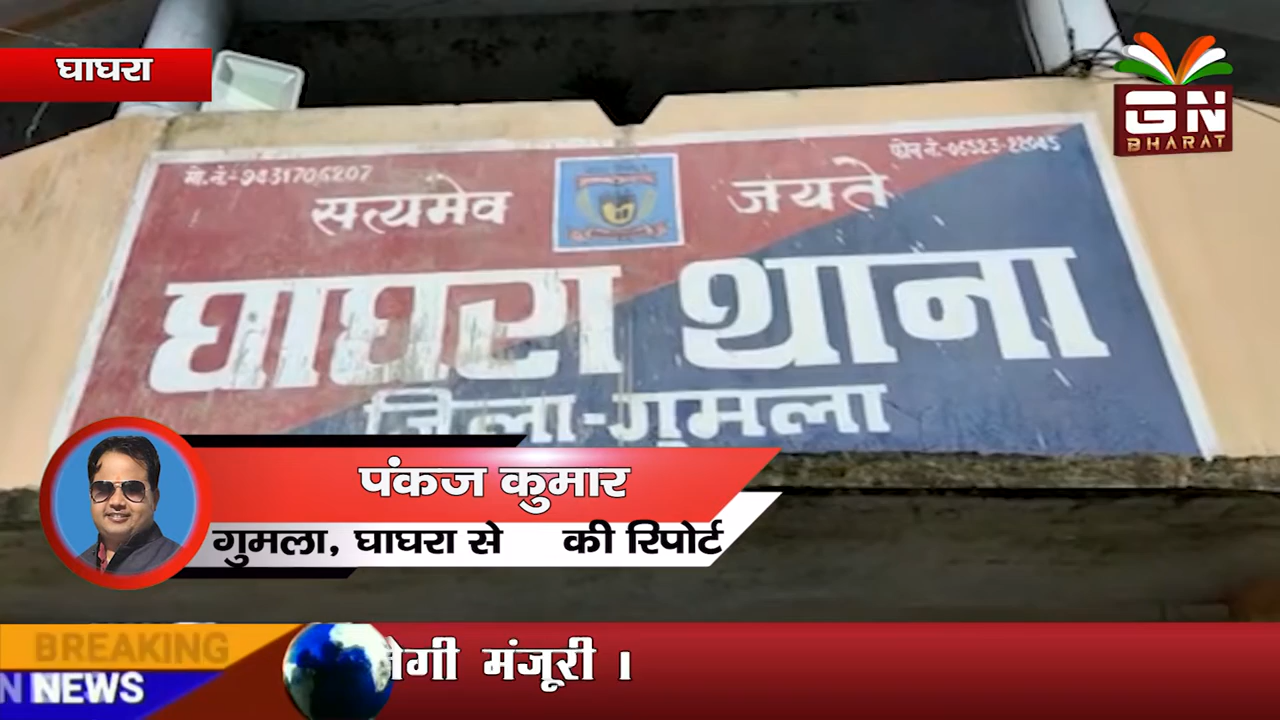 घाघरा
GN
BHARAT
मो.नं.-9431706207
फोन नं.-06523-22045
सत्यमेव जयते
घाघरा थाना
जिला-गुमला
पंकज कुमार
गुमला, घाघरा से की रिपोर्ट
BREAKING
N NEWS
मंजूरी ।